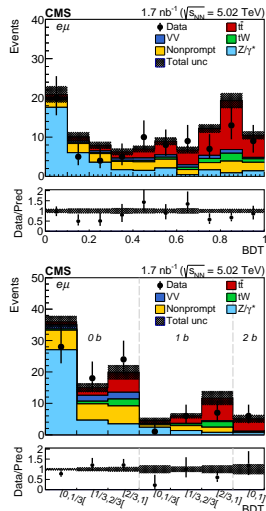 CMS 1.7 nb⁻¹ (√sNN = 5.02 TeV)
Events
eμ
Data
tt̄
VV
tW
Nonprompt
Z/γ*
Total unc
40
30
20
10
0
Data/Pred
2
1.5
1
0.5
0
0 0.2 0.4 0.6 0.8 1
BDT
CMS 1.7 nb⁻¹ (√sNN = 5.02 TeV)
Events
eμ
Data
tt̄
VV
tW
Nonprompt
Z/γ*
Total unc
50
40
30
20
10
0
0 b 1 b 2 b
Data/Pred
2
1.5
1
0.5
0
[0,1/3[ [1/3,2/3[ [2/3,1] [0,1/3[ [1/3,2/3[ [2/3,1] [0,1]
BDT